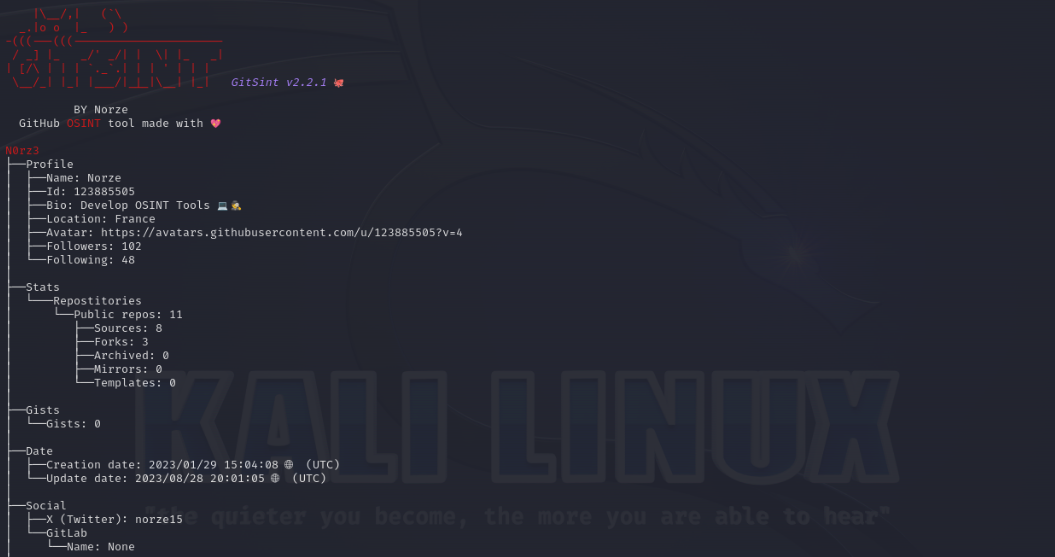 GitSint v2.2.1 🐙
BY Norze
GitHub OSINT tool made with 💖
N0rz3
├──Profile
│  ├──Name: Norze
│  ├──Id: 123885505
│  ├──Bio: Develop OSINT Tools 💻🕵
│  ├──Location: France
│  ├──Avatar: https://avatars.githubusercontent.com/u/123885505?v=4
│  ├──Followers: 102
│  └──Following: 48
├──Stats
│  └───Repostitories
│      └──Public repos: 11
│         ├──Sources: 8
│         ├──Forks: 3
│         ├──Archived: 0
│         ├──Mirrors: 0
│         └──Templates: 0
├──Gists
│  └──Gists: 0
├──Date
│  ├──Creation date: 2023/01/29 15:04:08 🌐 (UTC)
│  └──Update date: 2023/08/28 20:01:05 🌐 (UTC)
├──Social
│  ├──X (Twitter): norze15
│  └──GitLab
│     └──Name: None
KALI LINUX
"the quieter you become, the more you are able to hear"